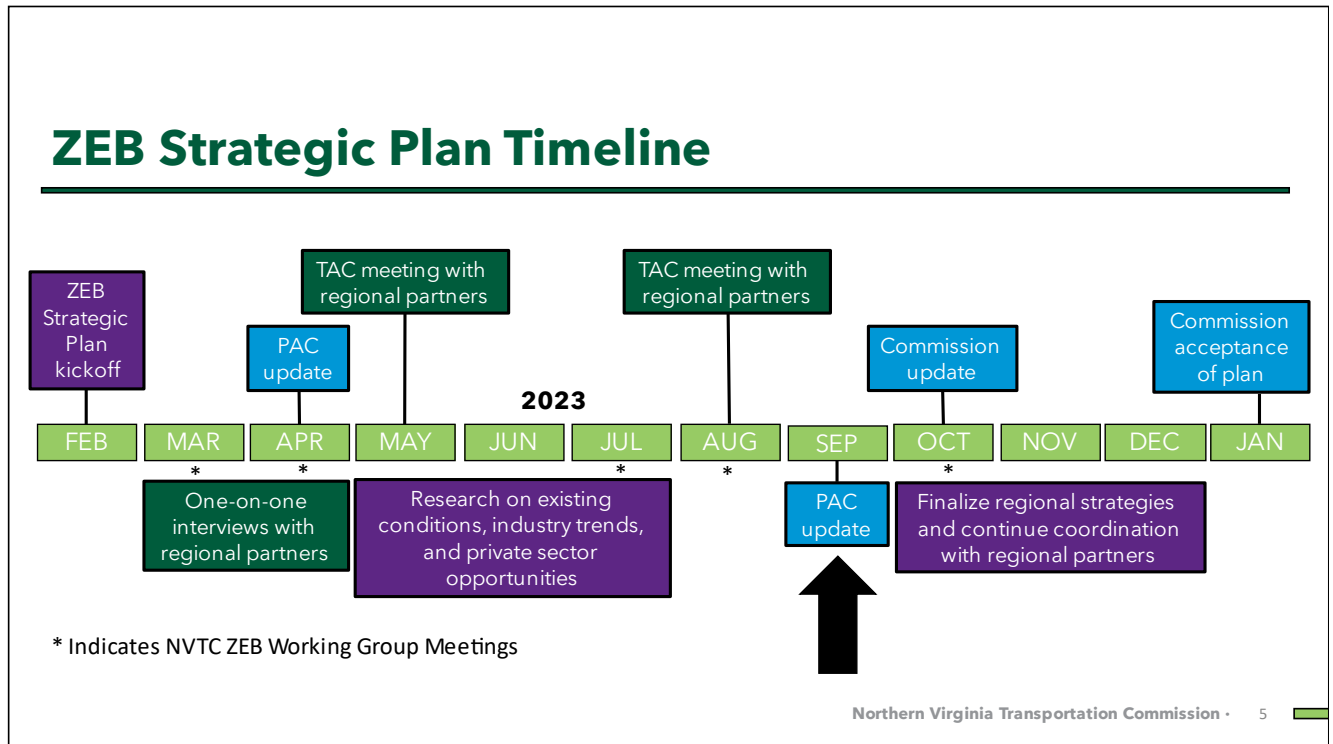 ZEB Strategic Plan Timeline
ZEB
Strategic
Plan
kickoff
PAC
update
TAC meeting with
regional partners
TAC meeting with
regional partners
Commission
update
Commission
acceptance
of plan
2023
FEB
MAR
APR
MAY
JUN
JUL
AUG
SEP
OCT
NOV
DEC
JAN
*
*
*
*
*
One-on-one
interviews with
regional partners
Research on existing
conditions, industry trends,
and private sector
opportunities
PAC
update
Finalize regional strategies
and continue coordination
with regional partners
* Indicates NVTC ZEB Working Group Meetings
Northern Virginia Transportation Commission · 5